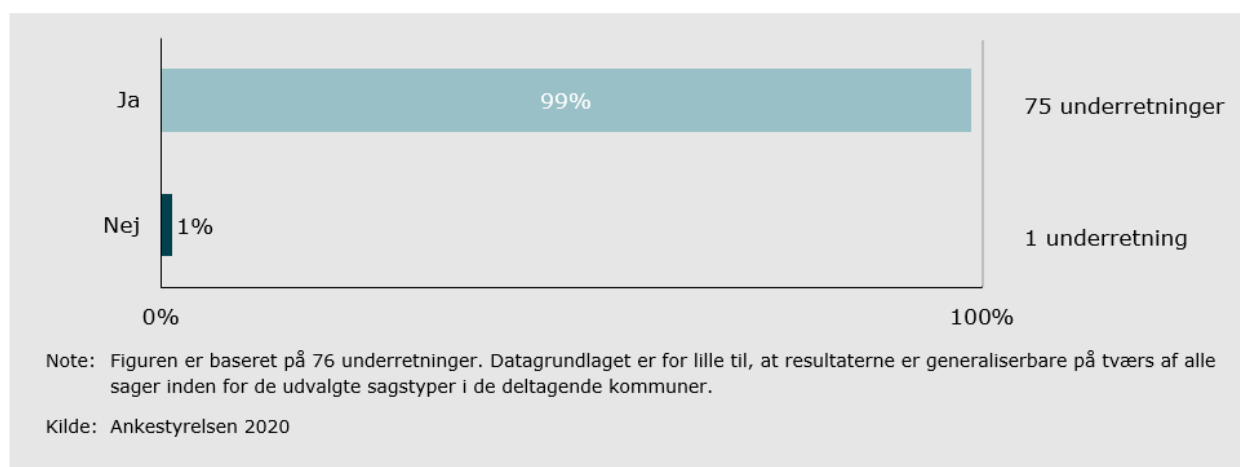 Ja
99%
75 underretninger
Nej
1%
1 underretning
0%
100%
Note: Figuren er baseret på 76 underretninger. Datagrundlaget er for lille til, at resultaterne er generaliserbare på tværs af alle
sager inden for de udvalgte sagstyper i de deltagende kommuner.
Kilde: Ankestyrelsen 2020